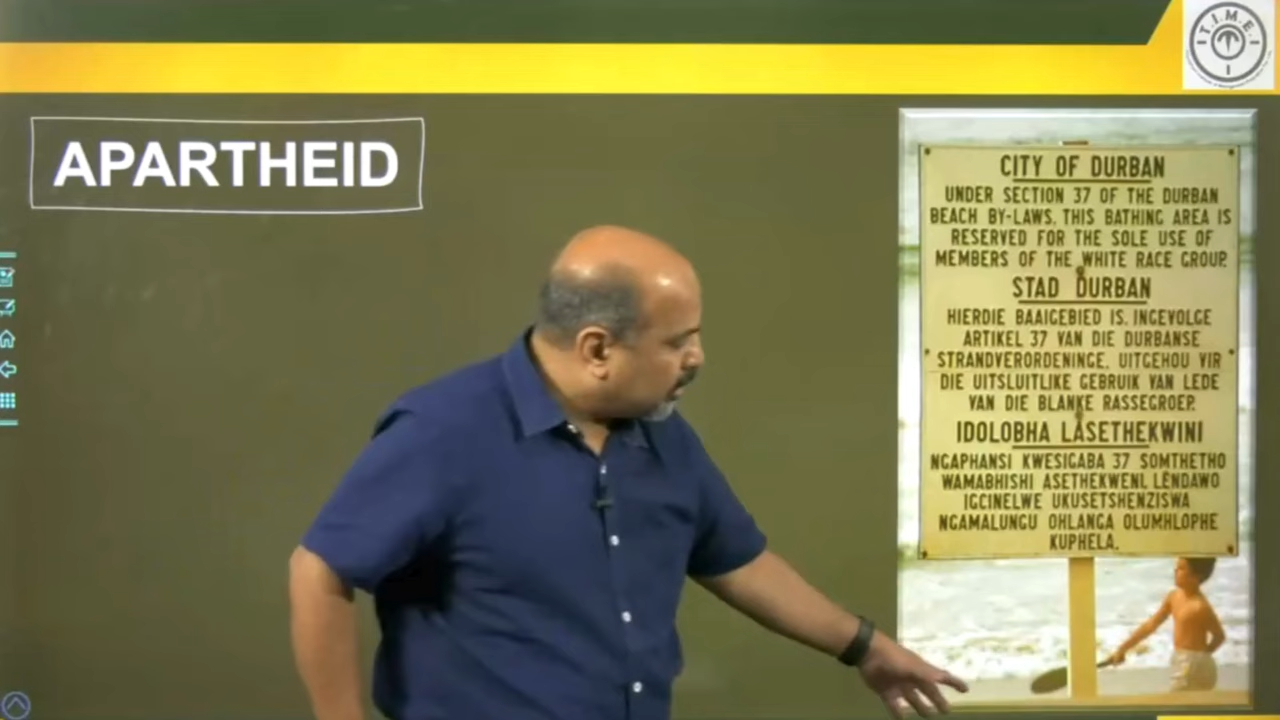 T.I.M.E.
APARTHEID
CITY OF DURBAN
UNDER SECTION 37 OF THE DURBAN
BEACH BY-LAWS. THIS BATHING AREA IS
RESERVED FOR THE SOLE USE OF
MEMBERS OF THE WHITE RACE GROUP.
STAD DURBAN
HIERDIE BAAIGEBIED IS, INGEVOLGE
ARTIKEL 37 VAN DIE DURBANSE
STRANDVERORDENINGE, UITGEHOU VIR
DIE UITSLUITLIKE GEBRUIK VAN LEDE
VAN DIE BLANKE RASSEGROEP.
IDOLOBHA LASETHEKWINI
NGAPHANSI KWESIGABA 37 SOMTHETHO
WAMABHISHI ASETHEKWENI, LENDAWO
IGCINELWE UKUSETSHENZISWA
NGAMALUNGU OHLANGA OLUMHLOPHE
KUPHELA.